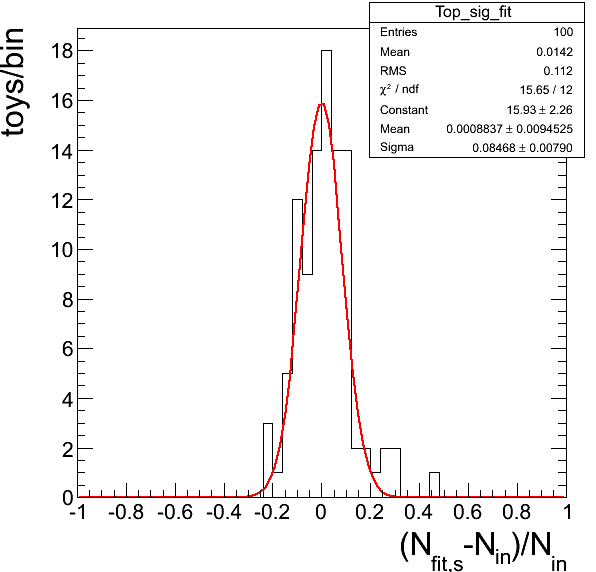 Top_sig_fit
Entries 100
Mean 0.0142
RMS 0.112
χ² / ndf 15.65 / 12
Constant 15.93 ± 2.26
Mean 0.0008837 ± 0.0094525
Sigma 0.08468 ± 0.00790
toys/bin
18
16
14
12
10
8
6
4
2
0
-1 -0.8 -0.6 -0.4 -0.2 0 0.2 0.4 0.6 0.8 1
(N_fit,s-N_in)/N_in